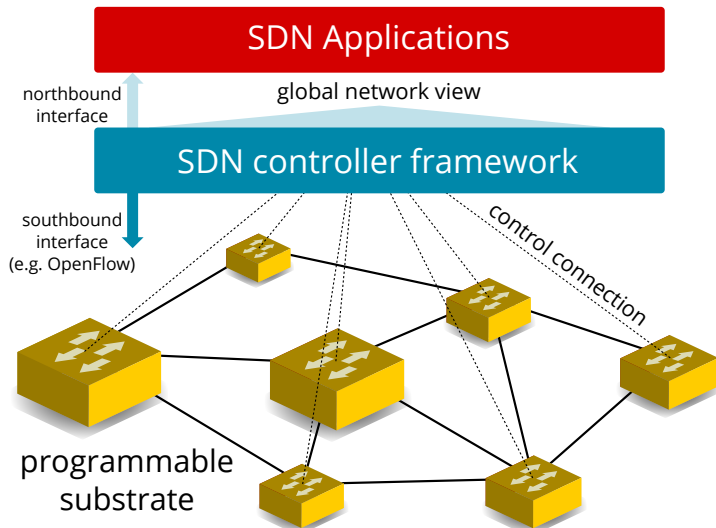 SDN Applications
northbound
interface
global network view
SDN controller framework
southbound
interface
(e.g. OpenFlow)
control connection
programmable
substrate